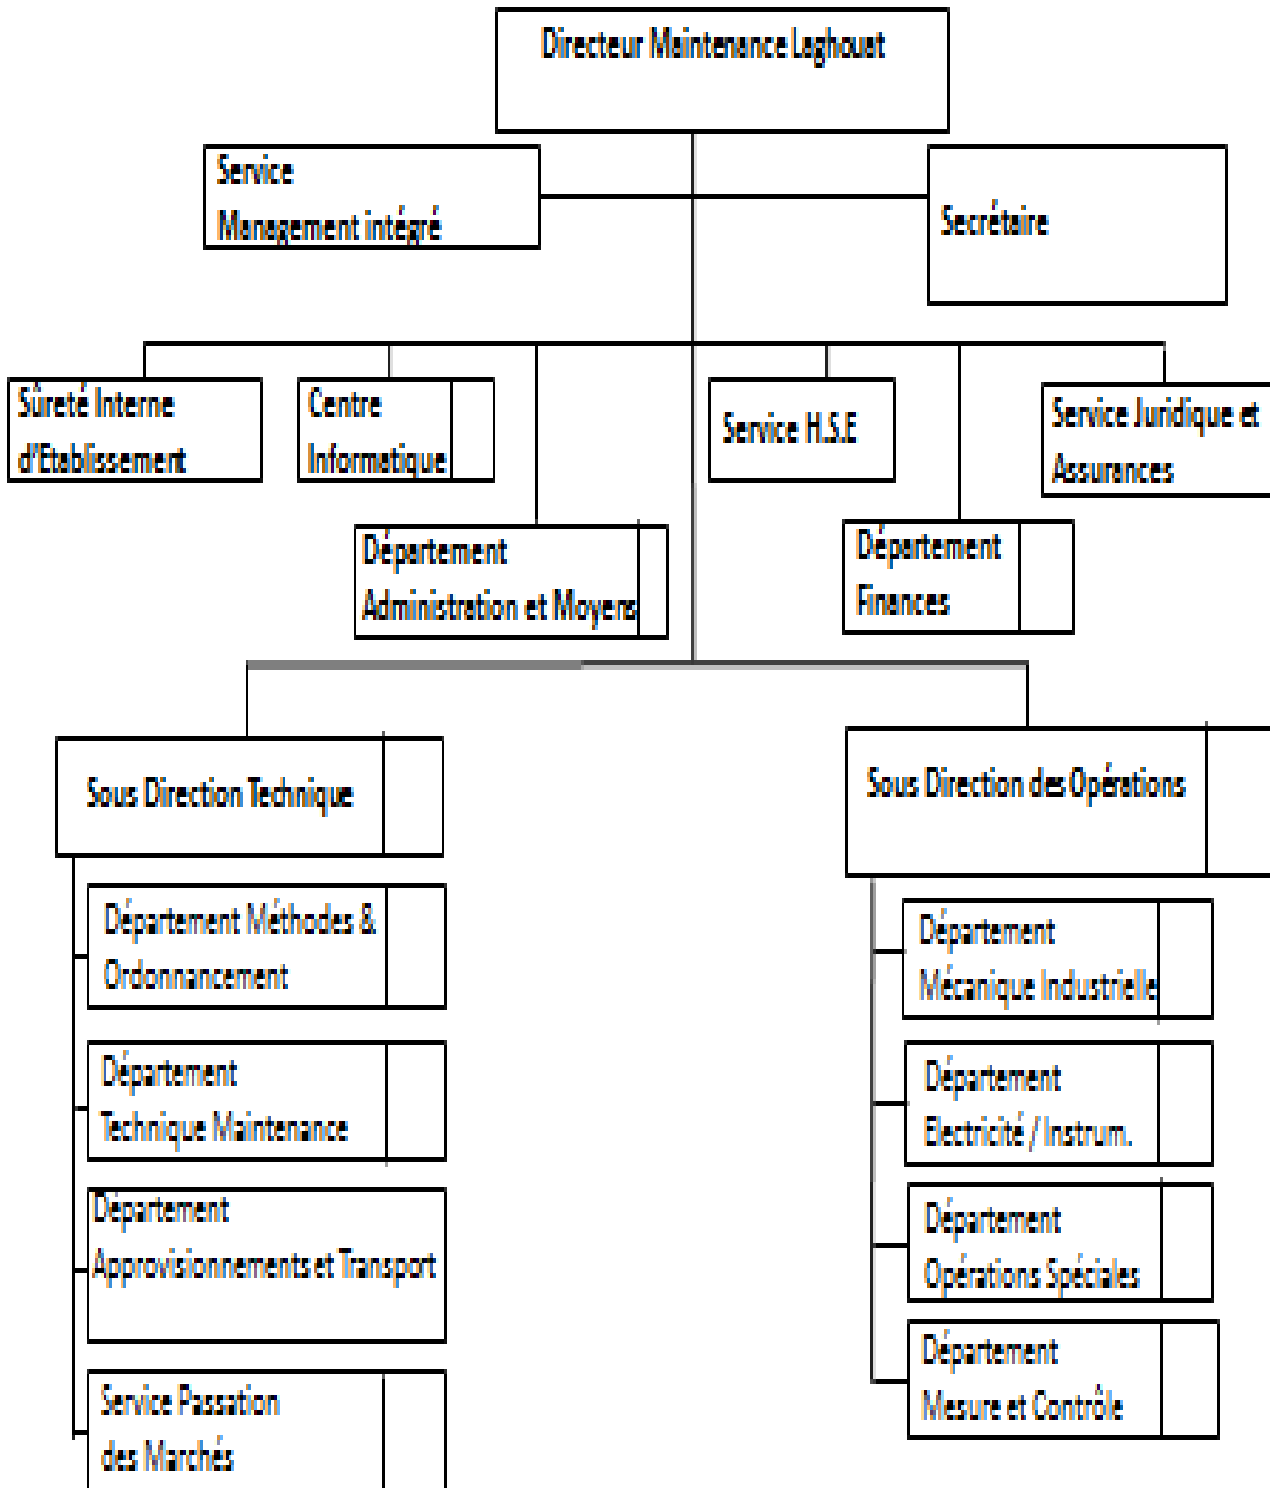 Directeur Maintenance Laghouat
Service
Management intégré
Secrétaire
Sûreté Interne
d'Etablissement
Centre
Informatique
Service H.S.E
Service Juridique et
Assurances
Département
Administration et Moyens
Département
Finances
Sous Direction Technique
Sous Direction des Opérations
Département Méthodes &
Ordonnancement
Département
Technique Maintenance
Département
Approvisionnements et Transport
Service Passation
des Marchés
Département
Mécanique Industrielle
Département
Electricité / Instrum.
Département
Opérations Spéciales
Département
Mesure et Contrôle